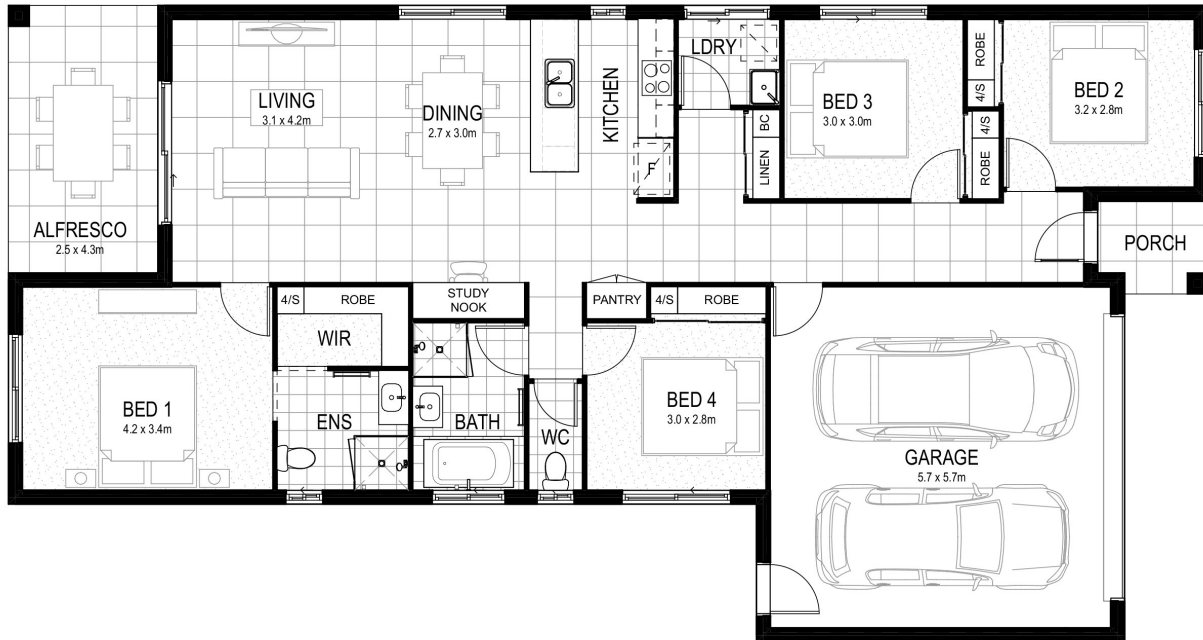 LDRY
ROBE
4/S
BED 2
3.2 x 2.8m
LIVING
3.1 x 4.2m
DINING
2.7 x 3.0m
KITCHEN
BED 3
3.0 x 3.0m
BC
LINEN
4/S
ROBE
F
ALFRESCO
2.5 x 4.3m
PORCH
STUDY
NOOK
PANTRY
4/S
ROBE
4/S
ROBE
WIR
BED 1
4.2 x 3.4m
ENS
BATH
WC
BED 4
3.0 x 2.8m
GARAGE
5.7 x 5.7m